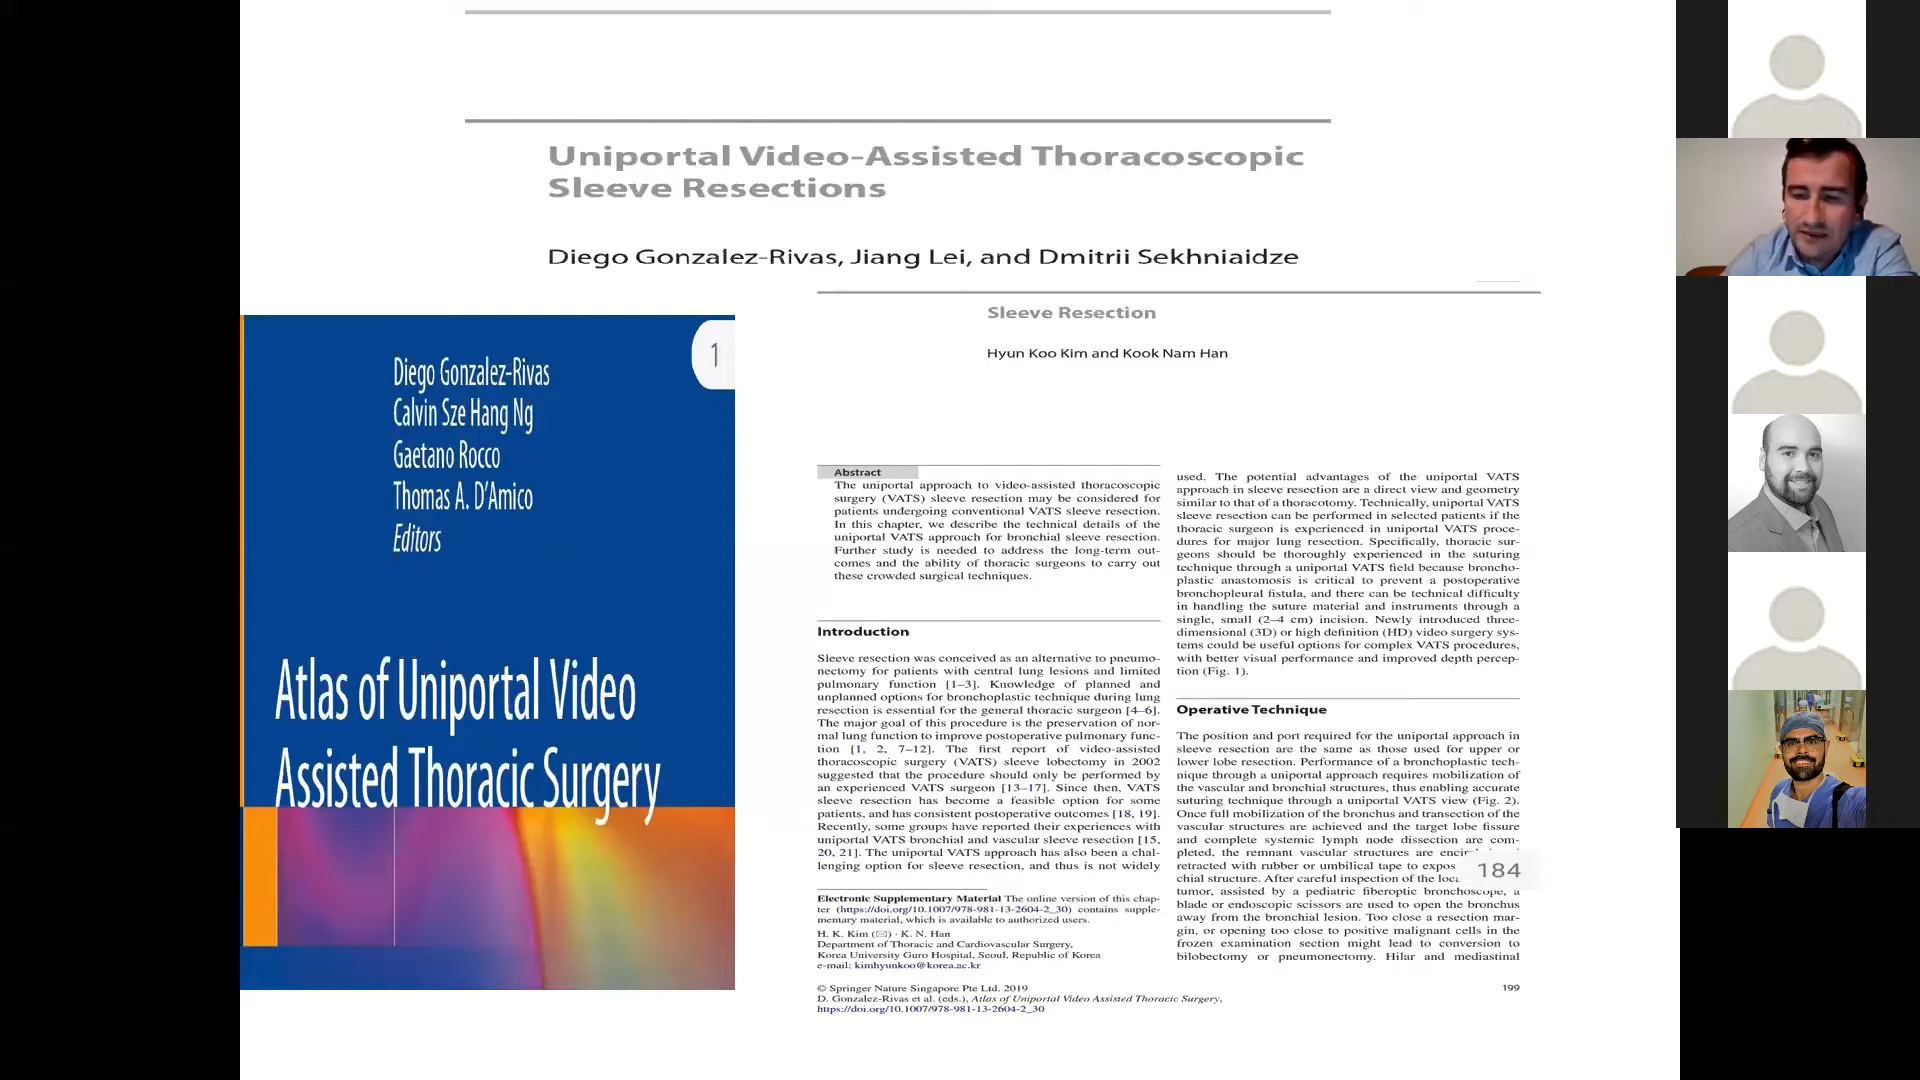 Uniportal Video-Assisted Thoracoscopic
Sleeve Resections
Diego Gonzalez-Rivas, Jiang Lei, and Dmitrii Sekhniaidze
1
Diego Gonzalez-Rivas
Calvin Sze Hang Ng
Gaetano Rocco
Thomas A. D'Amico
Editors
Atlas of Uniportal Video
Assisted Thoracic Surgery
Sleeve Resection
Hyun Koo Kim and Kook Nam Han
Abstract
The uniportal approach to video-assisted thoracoscopic
surgery (VATS) sleeve resection may be considered for
patients undergoing conventional VATS sleeve resection.
In this chapter, we describe the technical details of the
uniportal VATS approach for bronchial sleeve resection.
Further study is needed to address the long-term out-
comes and the ability of thoracic surgeons to carry out
these crowded surgical techniques.
Introduction
Sleeve resection was conceived as an alternative to pneumo-
nectomy for patients with central lung lesions and limited
pulmonary function [1–3]. Knowledge of planned and
unplanned options for bronchoplastic technique during lung
resection is essential for the general thoracic surgeon [4–6].
The major goal of this procedure is the preservation of nor-
mal lung function to improve postoperative pulmonary func-
tion [1, 2, 7–12]. The first report of video-assisted
thoracoscopic surgery (VATS) sleeve lobectomy in 2002
suggested that the procedure should only be performed by
an experienced VATS surgeon [13–17]. Since then, VATS
sleeve resection has become a feasible option for some
patients, and has consistent postoperative outcomes [18, 19].
Recently, some groups have reported their experiences with
uniportal VATS bronchial and vascular sleeve resection [15,
20, 21]. The uniportal VATS approach has also been a chal-
lenging option for sleeve resection, and thus is not widely
Electronic Supplementary Material The online version of this chap-
ter (https://doi.org/10.1007/978-981-13-2604-2_30) contains supple-
mentary material, which is available to authorized users.
H. K. Kim (✉) · K. N. Han
Department of Thoracic and Cardiovascular Surgery,
Korea University Guro Hospital, Seoul, Republic of Korea
e-mail: kimhyunkoo@korea.ac.kr
used. The potential advantages of the uniportal VATS
approach in sleeve resection are a direct view and geometry
similar to that of a thoracotomy. Technically, uniportal VATS
sleeve resection can be performed in selected patients if the
thoracic surgeon is experienced in uniportal VATS proce-
dures for major lung resection. Specifically, thoracic sur-
geons should be thoroughly experienced in the suturing
technique through a uniportal VATS field because broncho-
plastic anastomosis is critical to prevent a postoperative
bronchopleural fistula, and there can be technical difficulty
in handling the suture material and instruments through a
single, small (2–4 cm) incision. Newly introduced three-
dimensional (3D) or high definition (HD) video surgery sys-
tems could be useful options for complex VATS procedures,
with better visual performance and improved depth percep-
tion (Fig. 1).
Operative Technique
The position and port required for the uniportal approach in
sleeve resection are the same as those used for upper or
lower lobe resection. Performance of a bronchoplastic tech-
nique through a uniportal approach requires mobilization of
the vascular and bronchial structures, thus enabling accurate
suturing technique through a uniportal VATS view (Fig. 2).
Once full mobilization of the bronchus and transection of the
vascular structures are achieved and the target lobe fissure
and complete systemic lymph node dissection are com-
pleted, the remnant vascular structures are
retracted with rubber or umbilical tape to
chial structure. After careful inspection of the
tumor, assisted by a pediatric fiberoptic bronchoscope, a
blade or endoscopic scissors are used to open the bronchus
away from the bronchial lesion. Too close a resection mar-
gin, or opening too close to positive malignant cells in the
frozen examination section might lead to conversion to
bilobectomy or pneumonectomy. Hilar and mediastinal
184
© Springer Nature Singapore Pte Ltd. 2019
D. Gonzalez-Rivas et al. (eds.), Atlas of Uniportal Video Assisted Thoracic Surgery,
https://doi.org/10.1007/978-981-13-2604-2_30
199